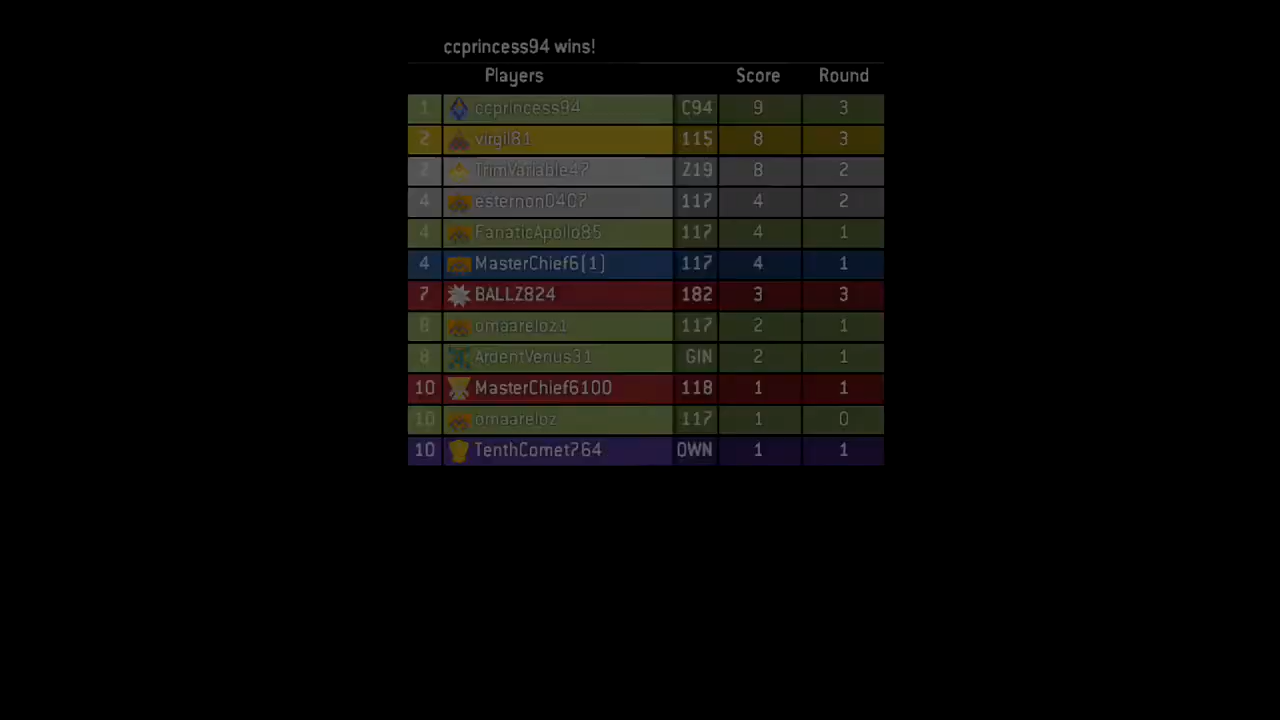 ccprincess94 wins!
Players Score Round
1 ccprincess94 C94 9 3
2 virgil81 115 8 3
2 TrimVariable47 Z19 8 2
4 esternon0407 117 4 2
4 FanaticApollo85 117 4 1
4 MasterChief6[1] 117 4 1
7 BALLZ824 182 3 3
8 omaareloz1 117 2 1
8 ArdentVenus31 GIN 2 1
10 MasterChief6100 118 1 1
10 omaareloz 117 1 0
10 TenthComet764 OWN 1 1